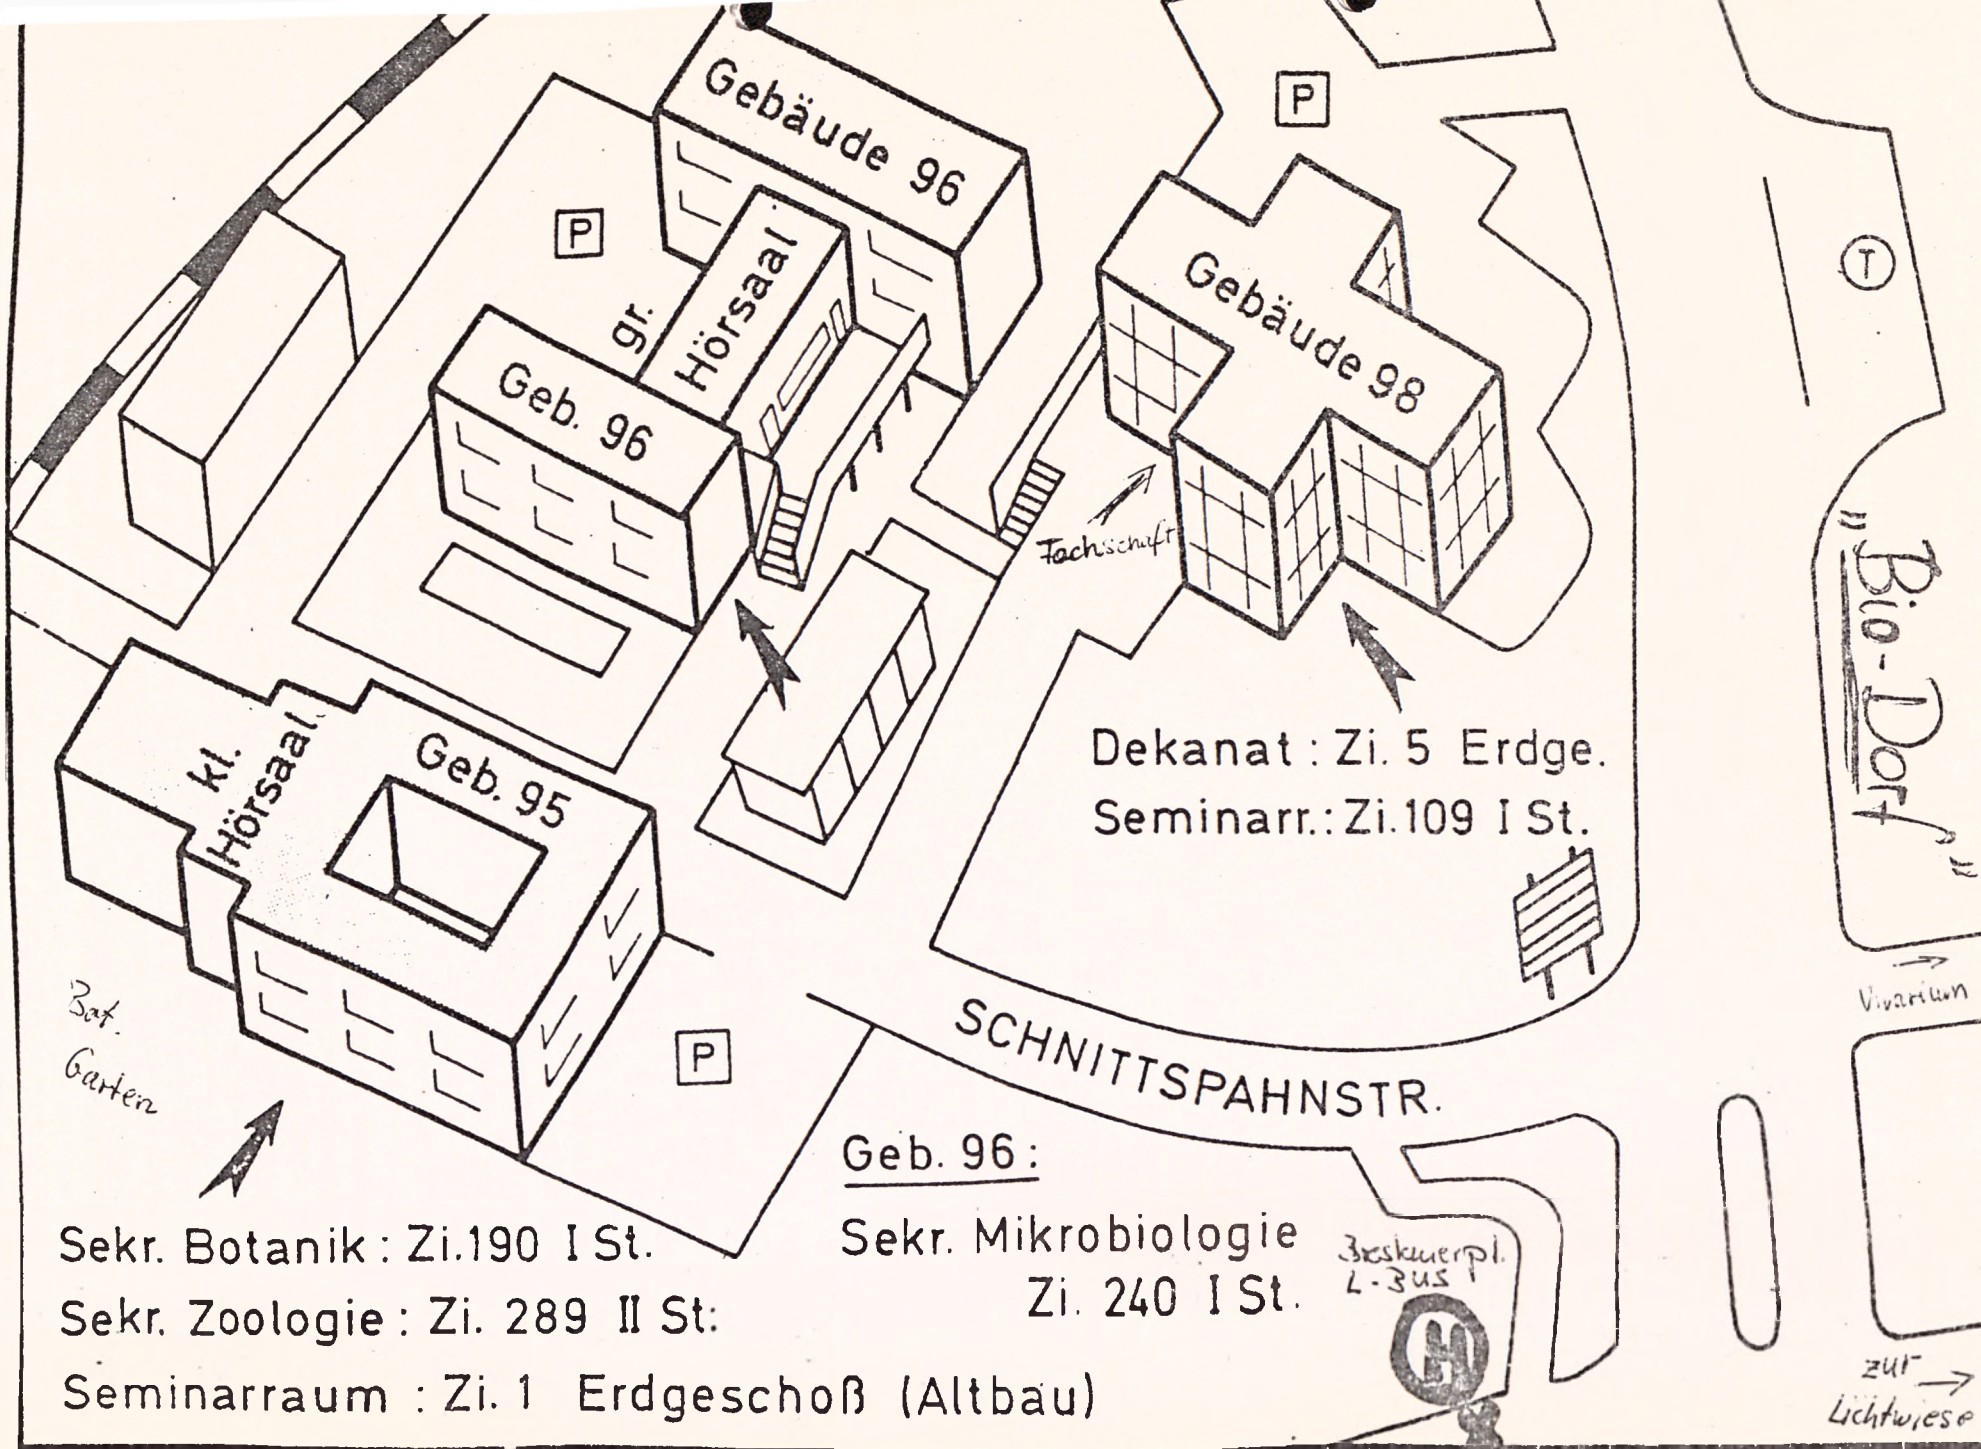 Gebäude 96
P
P
T
gr.
Hörsaal
Gebäude 98
Geb. 96
Fachschaft
„Bio-Dorf"
kl.
Hörsaal
Geb. 95
Dekanat : Zi. 5 Erdge.
Seminarr.: Zi.109 I St.
Bot.
Garten
P
SCHNITTSPAHNSTR.
Vivarium
Geb. 96:
Sekr. Mikrobiologie
Zi. 240 I St.
Sekr. Botanik : Zi.190 I St.
Sekr. Zoologie : Zi. 289 II St:
Seminarraum : Zi. 1 Erdgeschoß (Altbau)
L-Bus
H
zur
Lichtwiese